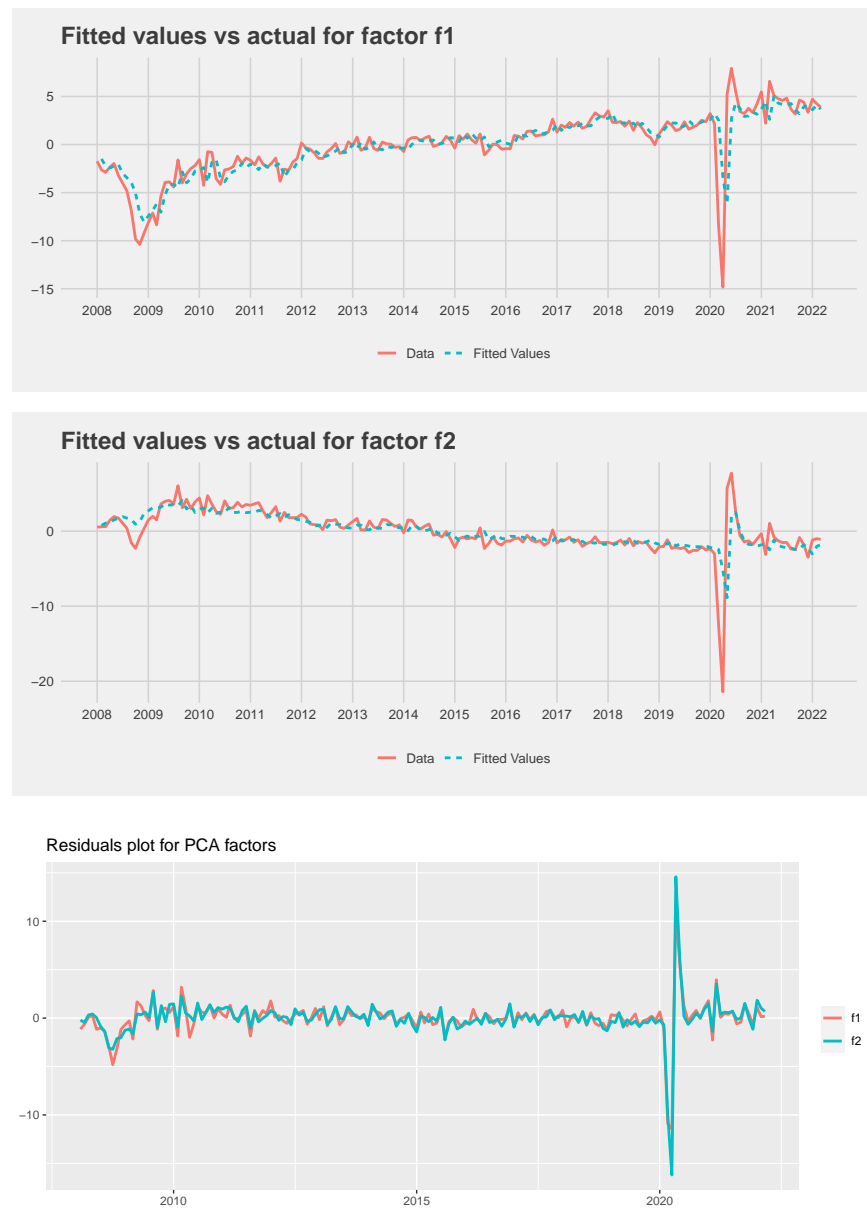 Fitted values vs actual for factor f1
5
0
−5
−10
−15
2008 2009 2010 2011 2012 2013 2014 2015 2016 2017 2018 2019 2020 2021 2022
Data Fitted Values
Fitted values vs actual for factor f2
0
−10
−20
2008 2009 2010 2011 2012 2013 2014 2015 2016 2017 2018 2019 2020 2021 2022
Data Fitted Values
Residuals plot for PCA factors
10
0
−10
f1
f2
2010 2015 2020